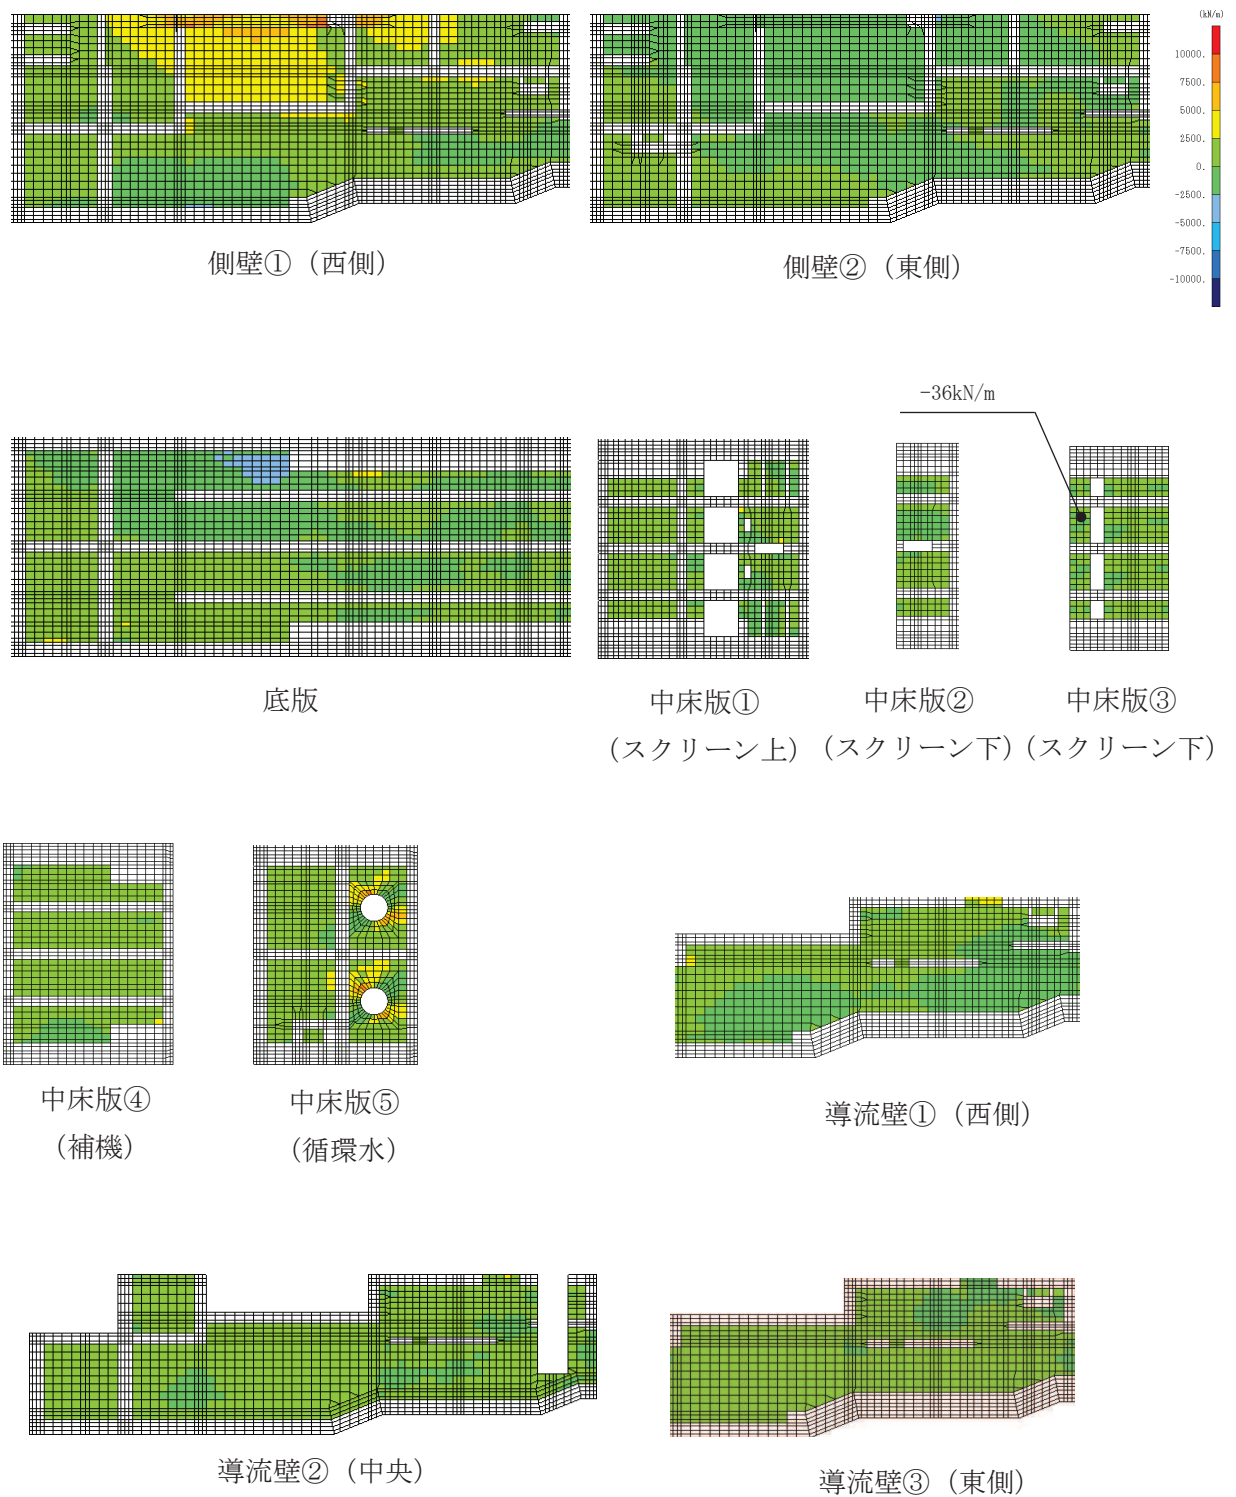 (kN/m)
10000.
7500.
5000.
2500.
0.
-2500.
-5000.
-7500.
-10000.
側壁①（西側）
側壁②（東側）
-36kN/m
底版
中床版①
（スクリーン上）
中床版②
（スクリーン下）
中床版③
（スクリーン下）
中床版④
（補機）
中床版⑤
（循環水）
導流壁①（西側）
導流壁②（中央）
導流壁③（東側）